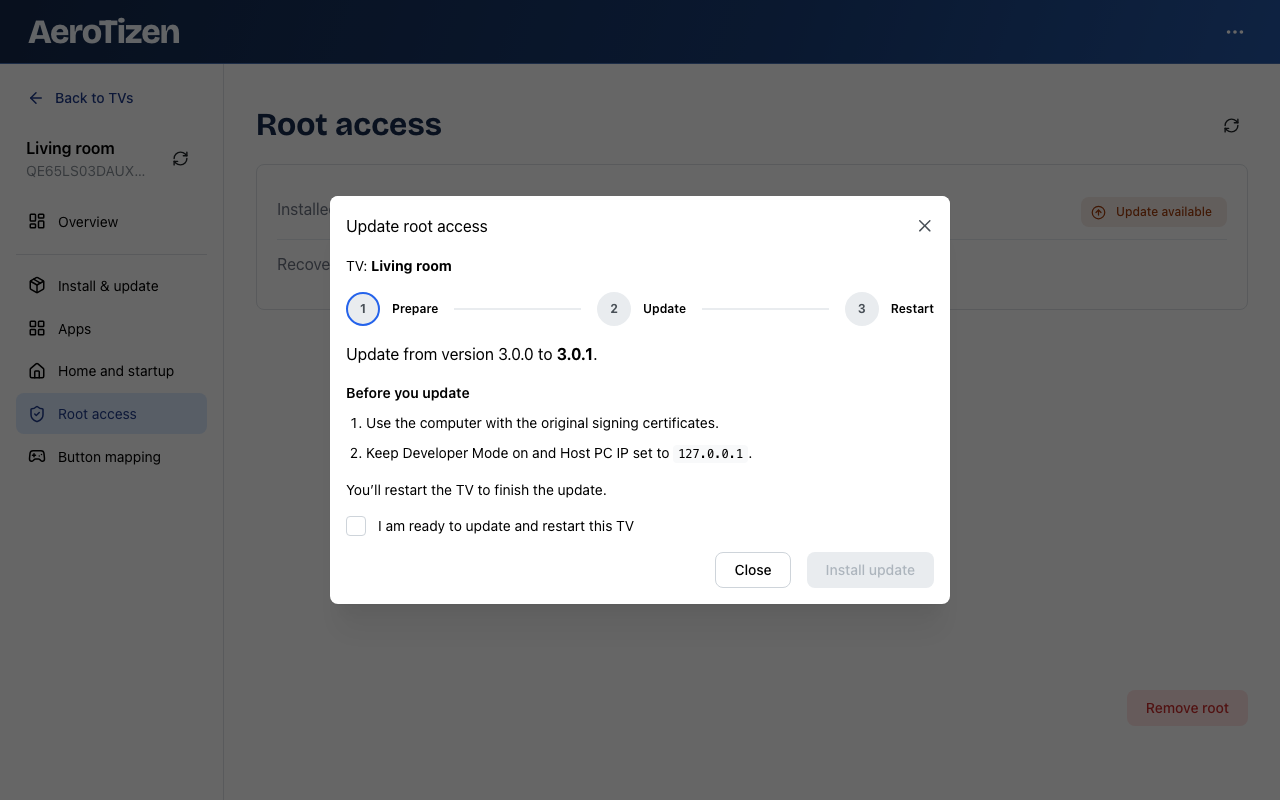 AeroTizen
Back to TVs
Living room
QE65LS03DAUX...
Overview
Install & update
Apps
Home and startup
Root access
Button mapping
Root access
Update available
Update root access
TV: Living room
1 Prepare 2 Update 3 Restart
Update from version 3.0.0 to 3.0.1.
Before you update
1. Use the computer with the original signing certificates.
2. Keep Developer Mode on and Host PC IP set to 127.0.0.1.
You’ll restart the TV to finish the update.
I am ready to update and restart this TV
Close Install update
Remove root